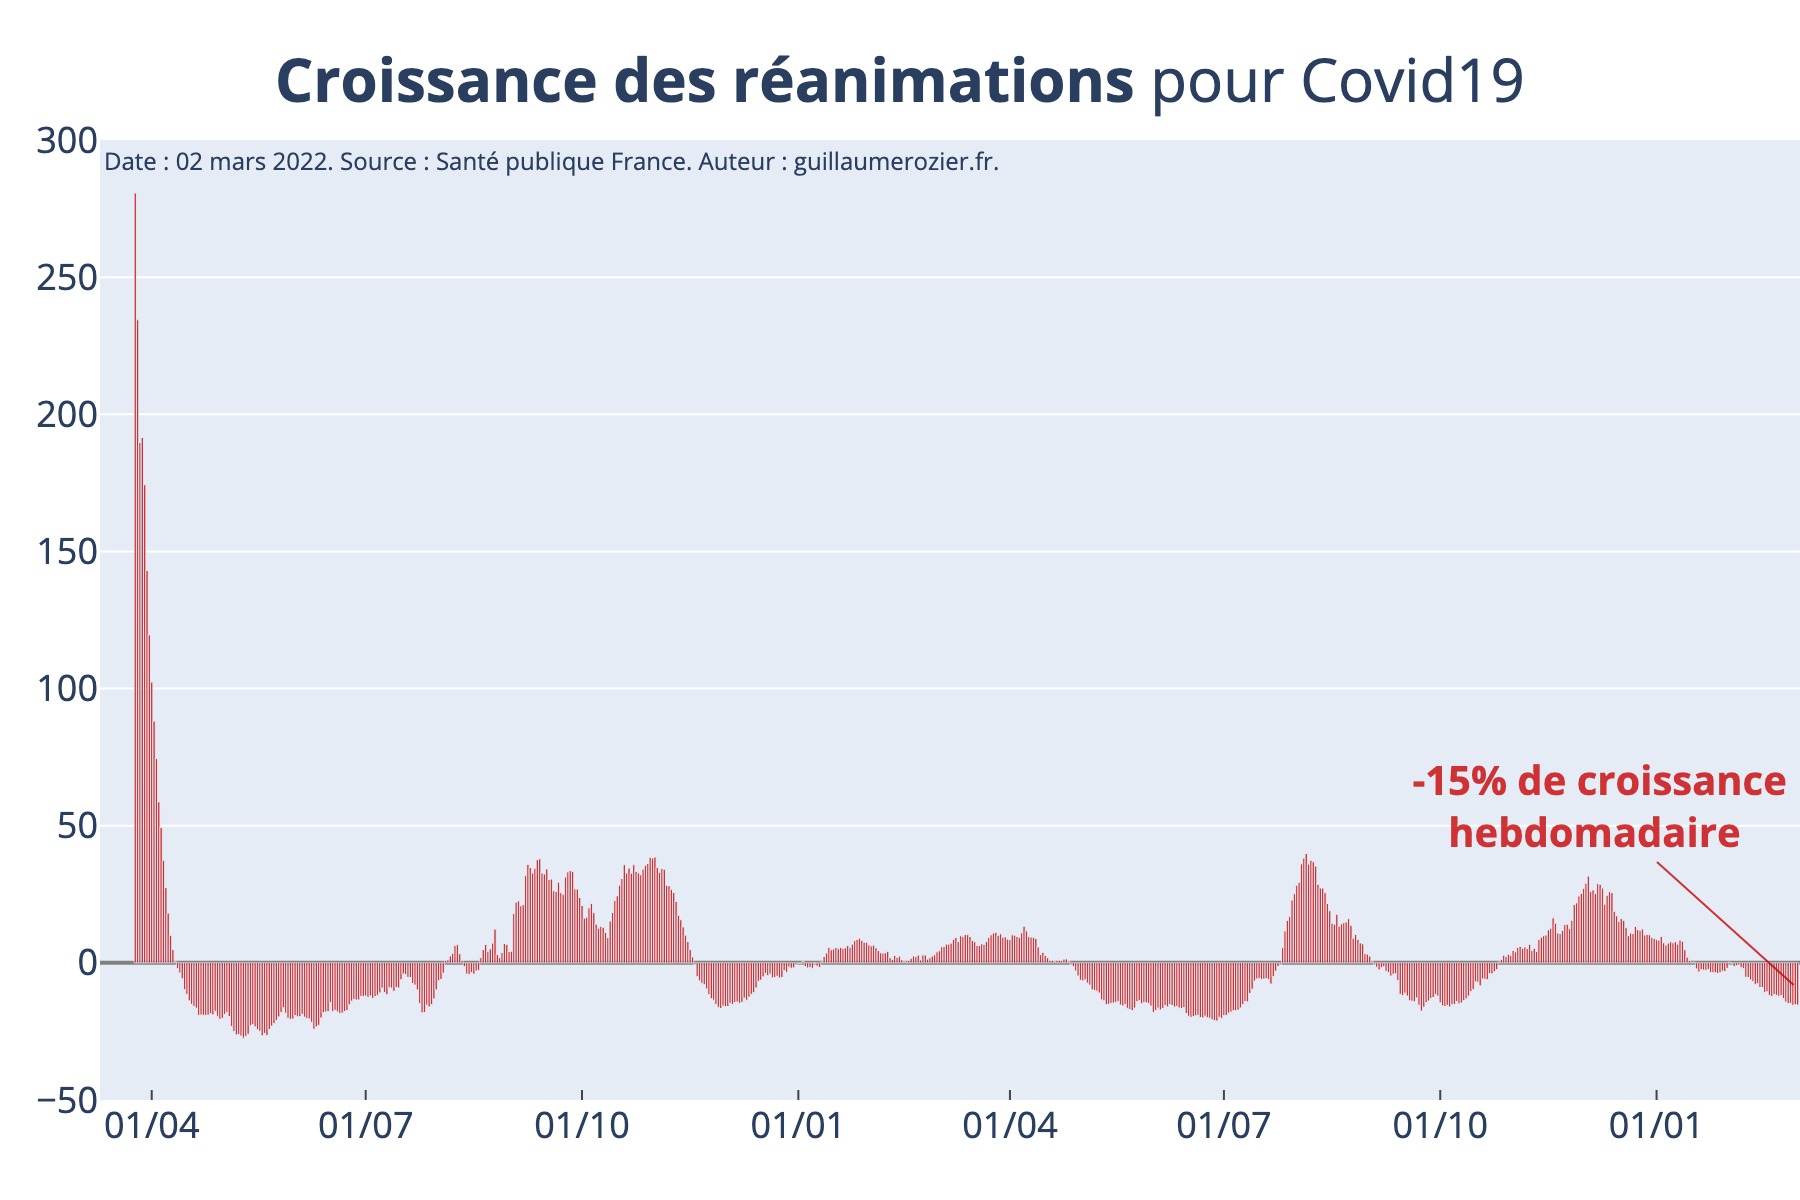 Croissance des réanimations pour Covid19
300
Date : 02 mars 2022. Source : Santé publique France. Auteur : guillaumerozier.fr.
250
200
150
100
-15% de croissance
hebdomadaire
50
0
−50
01/04 01/07 01/10 01/01 01/04 01/07 01/10 01/01